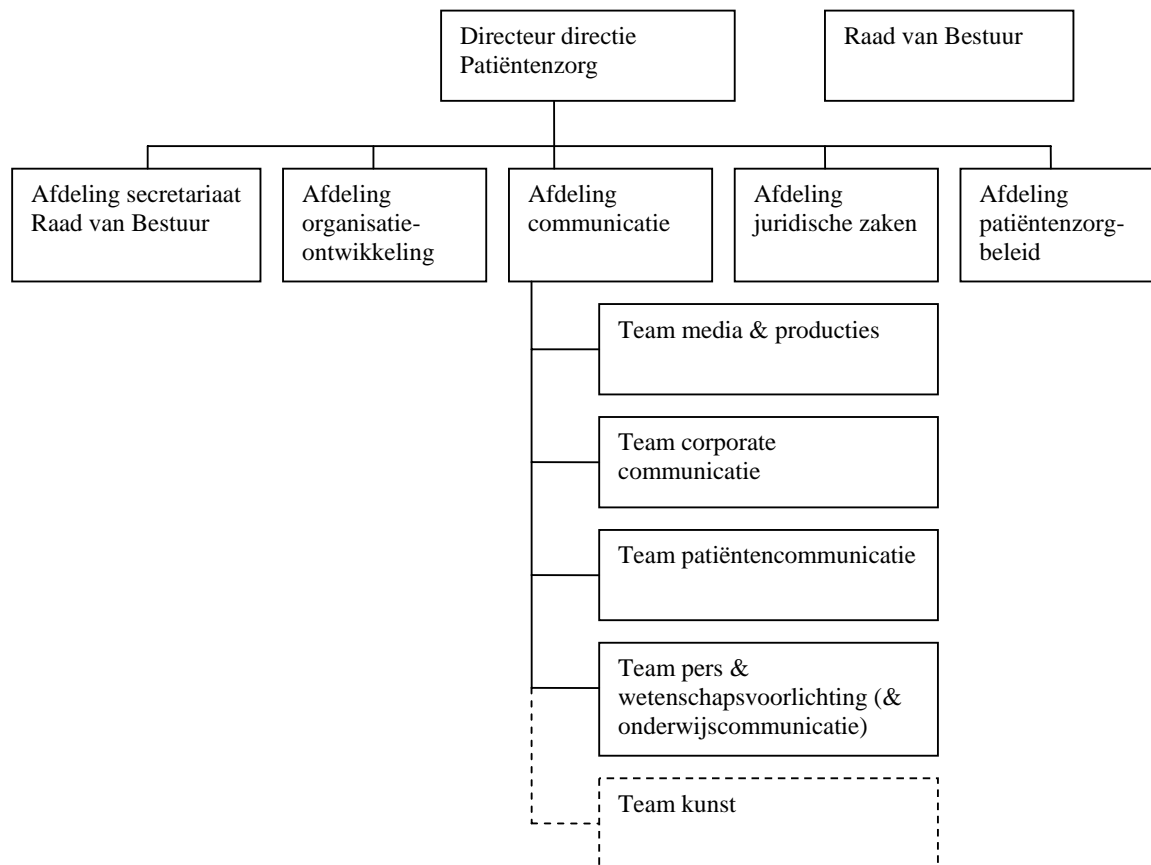 Directeur directie
Patiëntenzorg
Raad van Bestuur
Afdeling secretariaat
Raad van Bestuur
Afdeling
organisatie-
ontwikkeling
Afdeling
communicatie
Afdeling
juridische zaken
Afdeling
patiëntenzorg-
beleid
Team media & producties
Team corporate
communicatie
Team patiëntencommunicatie
Team pers &
wetenschapsvoorlichting (&
onderwijscommunicatie)
Team kunst